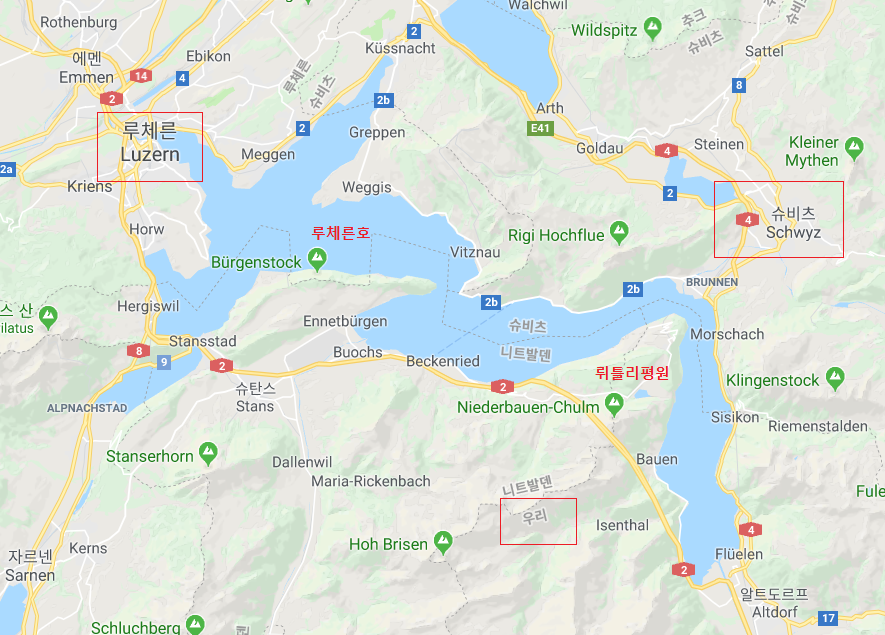 Walchwil
Rothenburg
2
Wildspitz
추크
슈비츠
슈비츠
에멘
Emmen
Ebikon
Küssnacht
루체른
슈비츠
Sattel
14
4
2
2b
8
2
Arth
E41
루체른
Luzern
Greppen
Goldau
4
Steinen
Kleiner
Mythen
Meggen
2a
Kriens
Weggis
2
슈비츠
Schwyz
4
Horw
루체른호
Rigi Hochflue
Vitznau
Bürgenstock
BRUNNEN
2b
2b
스 산
ilatus
Hergiswil
Ennetbürgen
슈비츠
니트발덴
Morschach
Stansstad
8
9
Buochs
Beckenried
2
뤼틀리평원
2
Klingenstock
슈탄스
Stans
ALPNACHSTAD
Niederbauen-Chulm
Sisikon
Riemenstalden
Stanserhorn
Dallenwil
Bauen
Maria-Rickenbach
니트발덴
우리
Fule
Isenthal
4
Hoh Brisen
자르넨
Sarnen
Kerns
Flüelen
2
알트도르프
Altdorf
17
Schluchberg